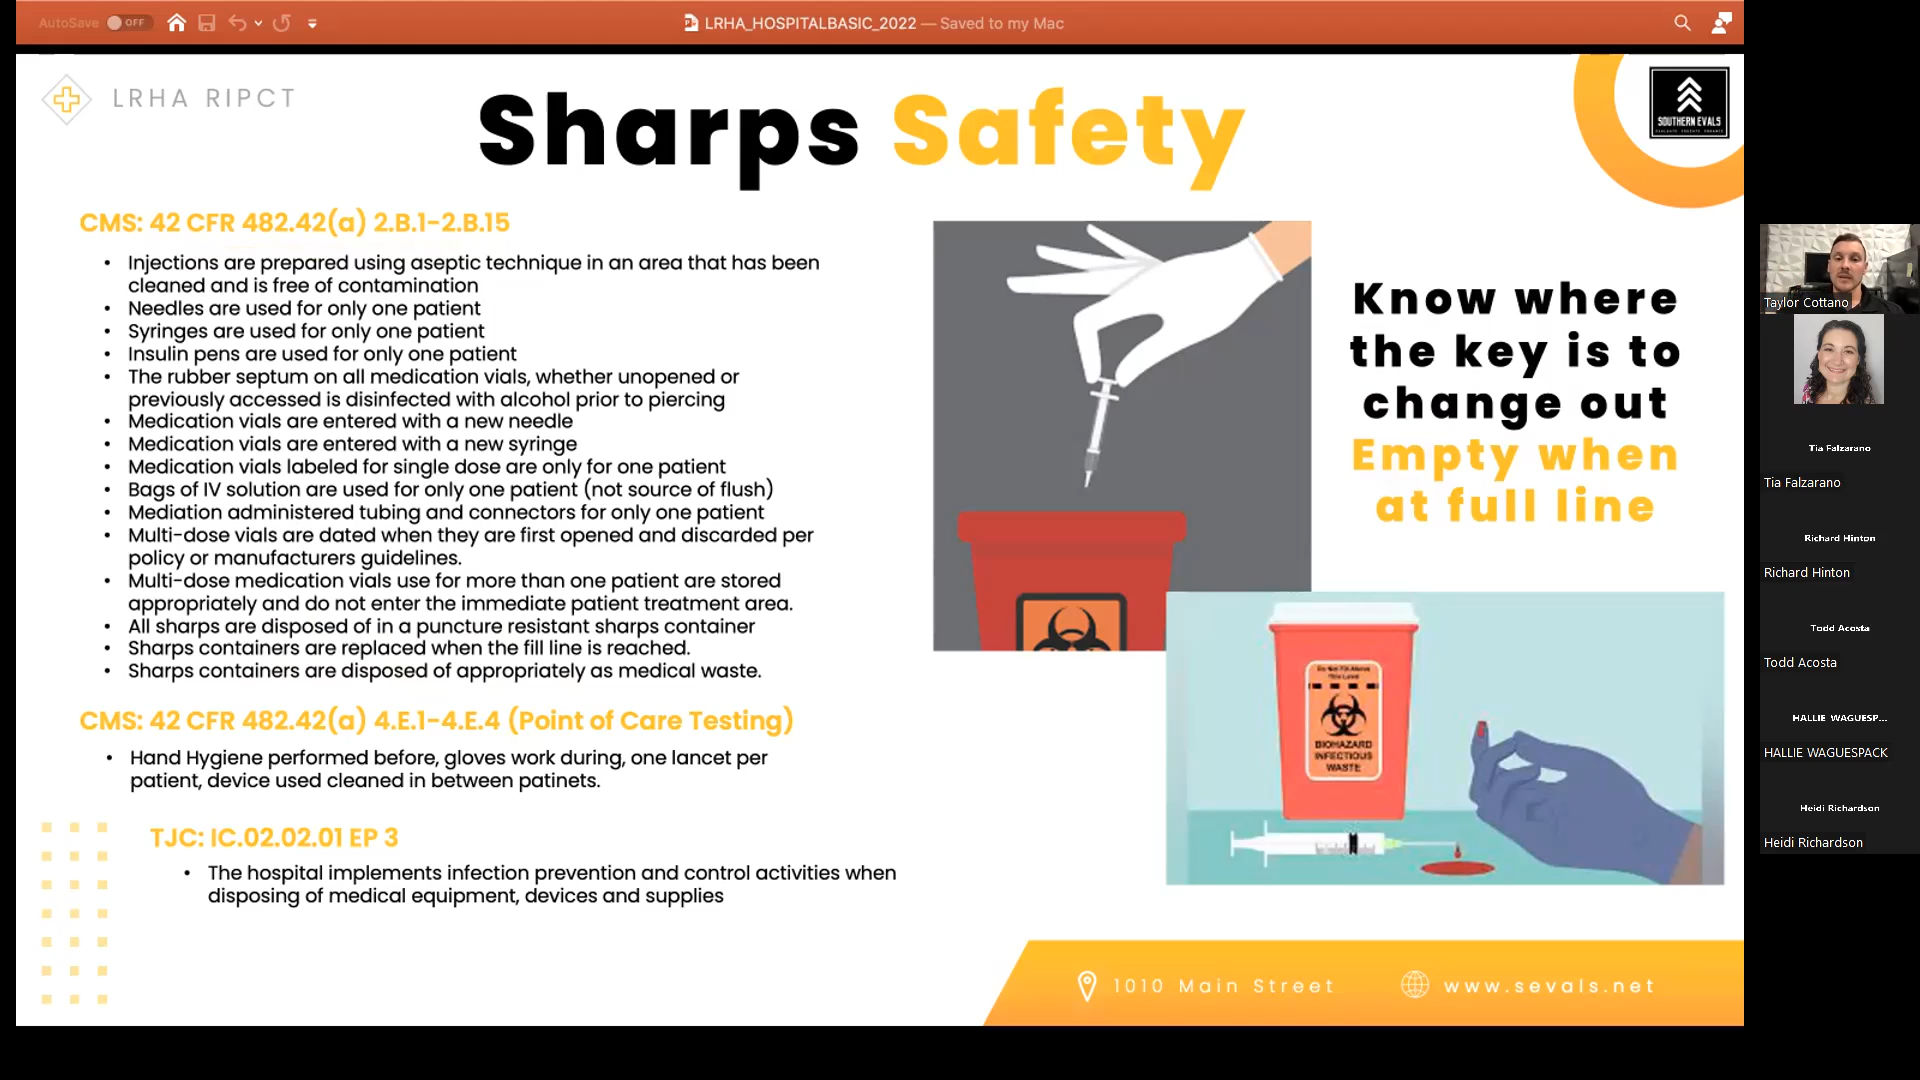 AutoSave OFF
LRHA_HOSPITALBASIC_2022 — Saved to my Mac
LRHA RIPCT
Sharps Safety
SOUTHERN EVALS
CMS: 42 CFR 482.42(a) 2.B.1-2.B.15
• Injections are prepared using aseptic technique in an area that has been
cleaned and is free of contamination
• Needles are used for only one patient
• Syringes are used for only one patient
• Insulin pens are used for only one patient
• The rubber septum on all medication vials, whether unopened or
previously accessed is disinfected with alcohol prior to piercing
• Medication vials are entered with a new needle
• Medication vials are entered with a new syringe
• Medication vials labeled for single dose are only for one patient
• Bags of IV solution are used for only one patient (not source of flush)
• Mediation administered tubing and connectors for only one patient
• Multi-dose vials are dated when they are first opened and discarded per
policy or manufacturers guidelines.
• Multi-dose medication vials use for more than one patient are stored
appropriately and do not enter the immediate patient treatment area.
• All sharps are disposed of in a puncture resistant sharps container
• Sharps containers are replaced when the fill line is reached.
• Sharps containers are disposed of appropriately as medical waste.
CMS: 42 CFR 482.42(a) 4.E.1-4.E.4 (Point of Care Testing)
• Hand Hygiene performed before, gloves work during, one lancet per
patient, device used cleaned in between patinets.
TJC: IC.02.02.01 EP 3
• The hospital implements infection prevention and control activities when
disposing of medical equipment, devices and supplies
Know where
the key is to
change out
Empty when
at full line
Do Not Fill Above
This Level
BIOHAZARD
INFECTIOUS
WASTE
1010 Main Street
www.sevals.net
Taylor Cottano
Tia Falzarano
Tia Falzarano
Richard Hinton
Richard Hinton
Todd Acosta
Todd Acosta
HALLIE WAGUESP...
HALLIE WAGUESPACK
Heidi Richardson
Heidi Richardson